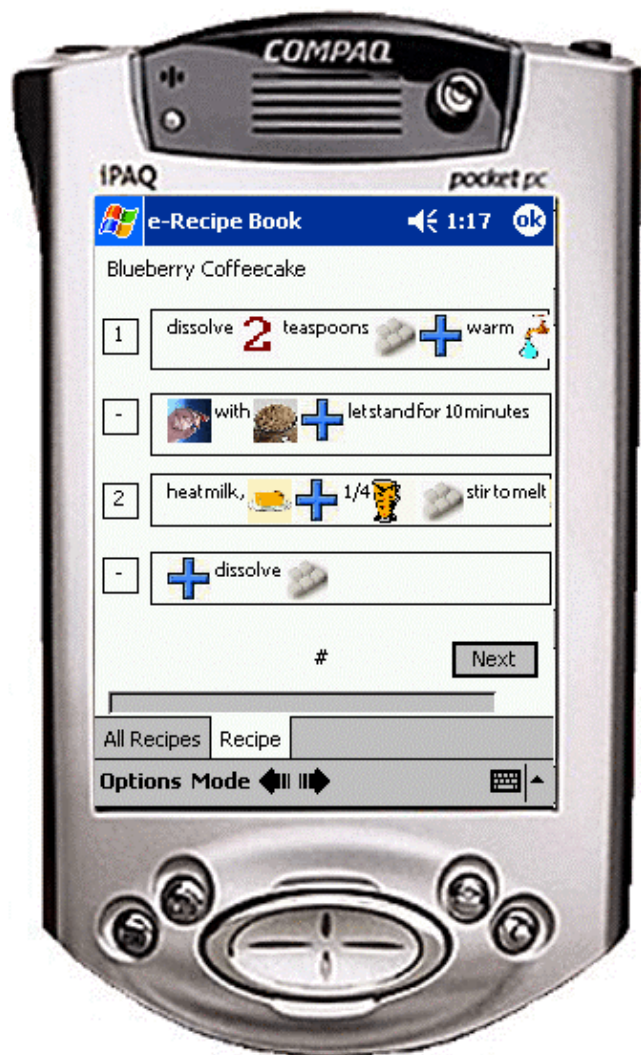 COMPAQ
iPAQ pocket pc
e-Recipe Book 1:17 ok
Blueberry Coffeecake
1 dissolve 2 teaspoons warm
- with let stand for 10 minutes
2 heat milk, 1/4 stir to melt
- dissolve
#
Next
All Recipes Recipe
Options Mode